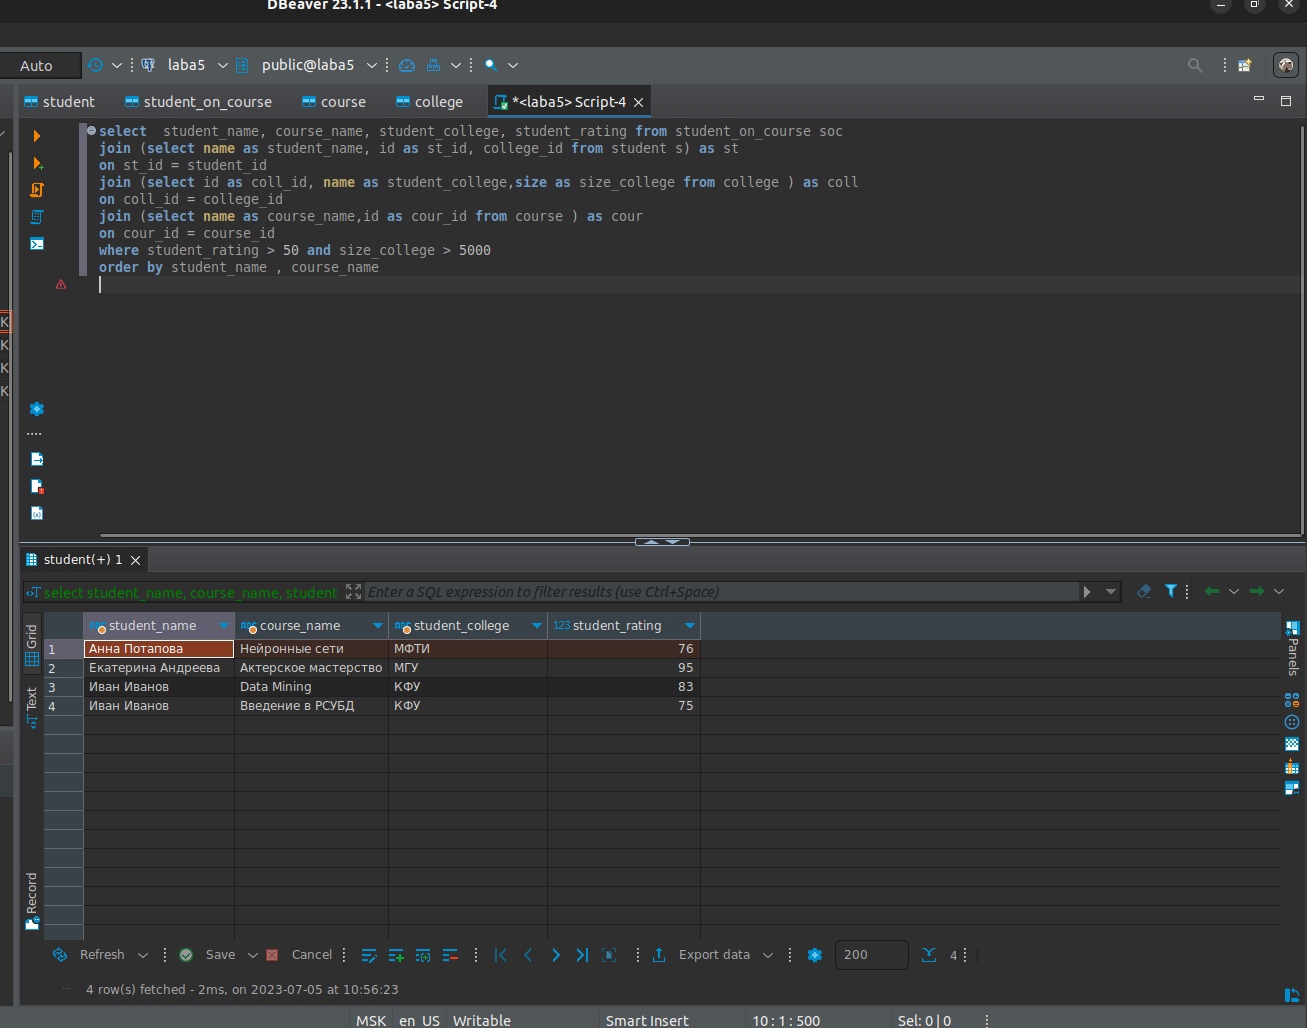 DBeaver 23.1.1 - <laba5> Script-4
Auto laba5 public@laba5
student student_on_course course college *<laba5> Script-4
select  student_name, course_name, student_college, student_rating from student_on_course soc
join (select name as student_name, id as st_id, college_id from student s) as st
on st_id = student_id
join (select id as coll_id, name as student_college,size as size_college from college ) as coll
on coll_id = college_id
join (select name as course_name,id as cour_id from course ) as cour
on cour_id = course_id
where student_rating > 50 and size_college > 5000
order by student_name , course_name
K
K
K
K
student(+) 1
select student_name, course_name, student Enter a SQL expression to filter results (use Ctrl+Space)
student_name course_name student_college 123 student_rating
1 Анна Потапова Нейронные сети МФТИ 76
2 Екатерина Андреева Актерское мастерство МГУ 95
3 Иван Иванов Data Mining КФУ 83
4 Иван Иванов Введение в РСУБД КФУ 75
Grid
Text
Record
Panels
Refresh Save Cancel Export data 200 4
4 row(s) fetched - 2ms, on 2023-07-05 at 10:56:23
MSK en_US Writable Smart Insert 10 : 1 : 500 Sel: 0 | 0